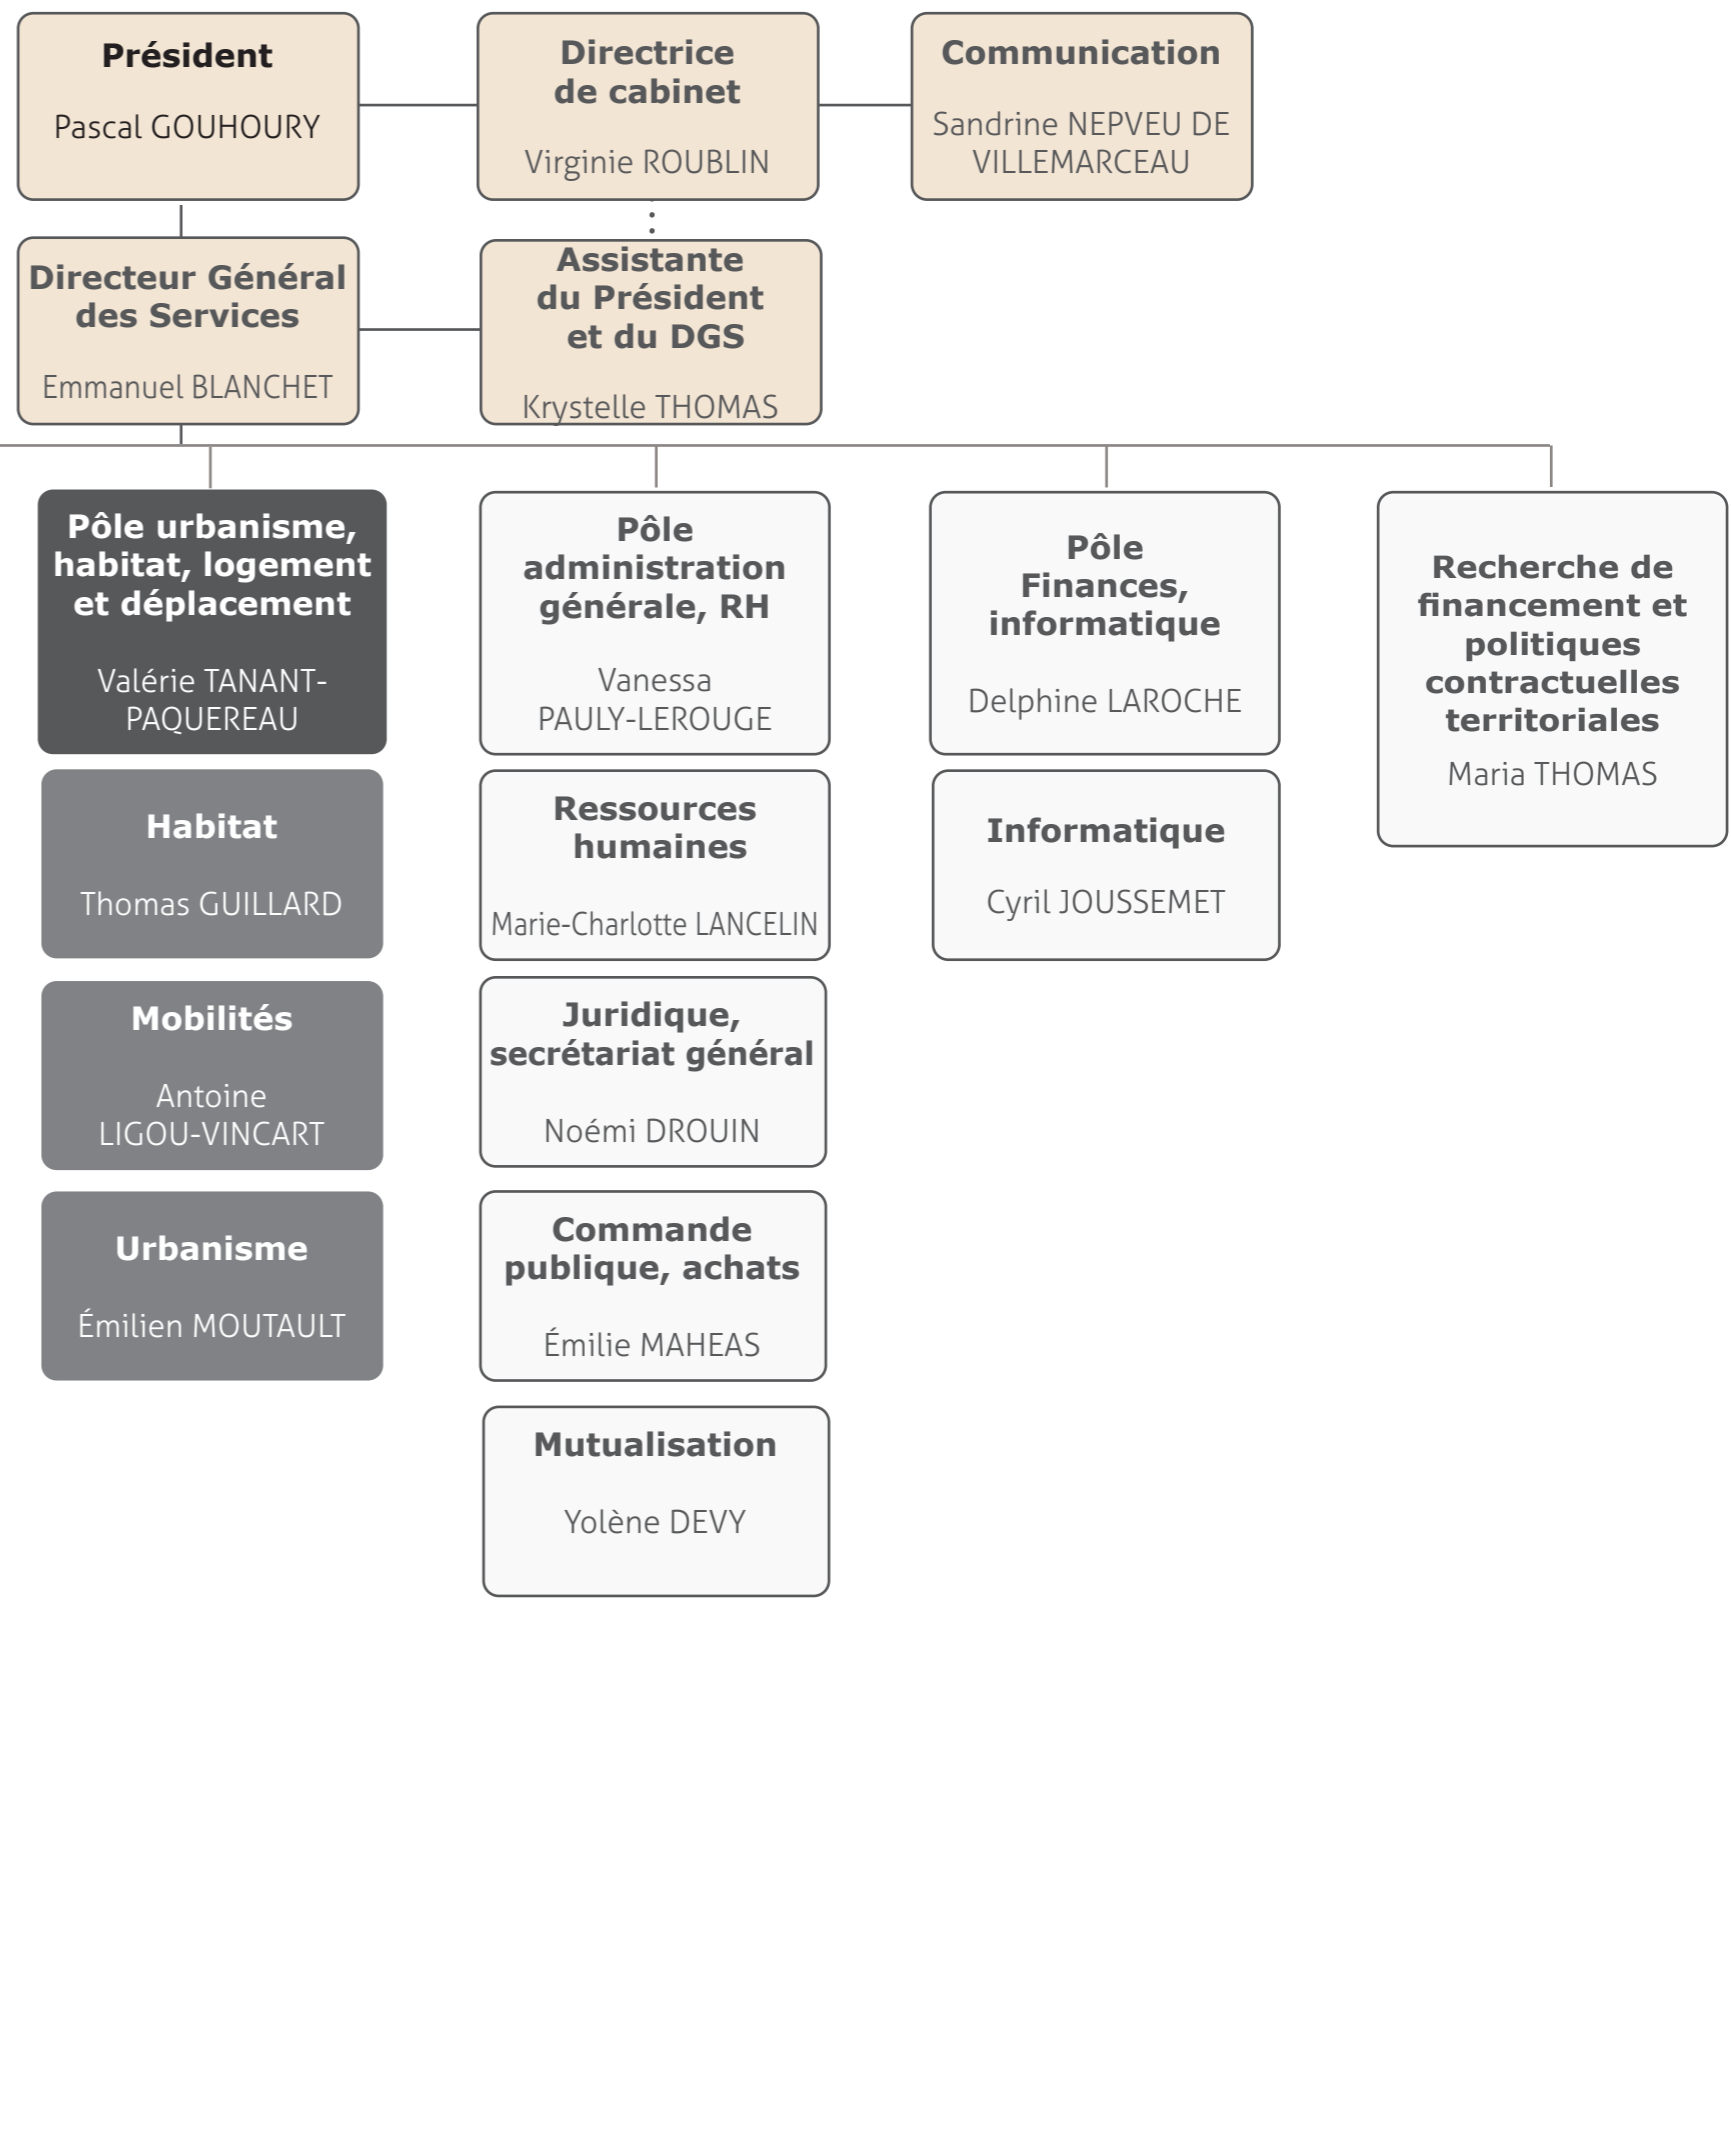 Président
Pascal GOUHOURY
Directrice
de cabinet
Virginie ROUBLIN
Communication
Sandrine NEPVEU DE
VILLEMARCEAU
Directeur Général
des Services
Emmanuel BLANCHET
Assistante
du Président
et du DGS
Krystelle THOMAS
Pôle urbanisme,
habitat, logement
et déplacement
Valérie TANANT-
PAQUEREAU
Habitat
Thomas GUILLARD
Mobilités
Antoine
LIGOU-VINCART
Urbanisme
Émilien MOUTAULT
Pôle
administration
générale, RH
Vanessa
PAULY-LEROUGE
Ressources
humaines
Marie-Charlotte LANCELIN
Juridique,
secrétariat général
Noémi DROUIN
Commande
publique, achats
Émilie MAHEAS
Mutualisation
Yolène DEVY
Pôle
Finances,
informatique
Delphine LAROCHE
Informatique
Cyril JOUSSEMET
Recherche de
financement et
politiques
contractuelles
territoriales
Maria THOMAS